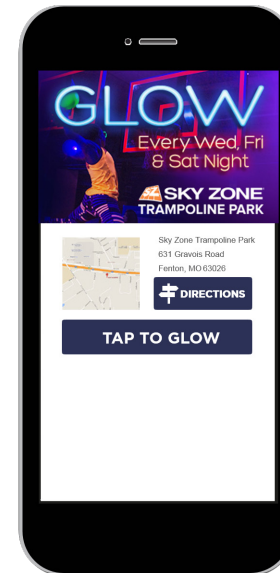 GLOW
Every Wed, Fri
& Sat Night
SKY ZONE
TRAMPOLINE PARK
Sky Zone Trampoline Park
631 Gravois Road
Fenton, MO 63026
DIRECTIONS
TAP TO GLOW